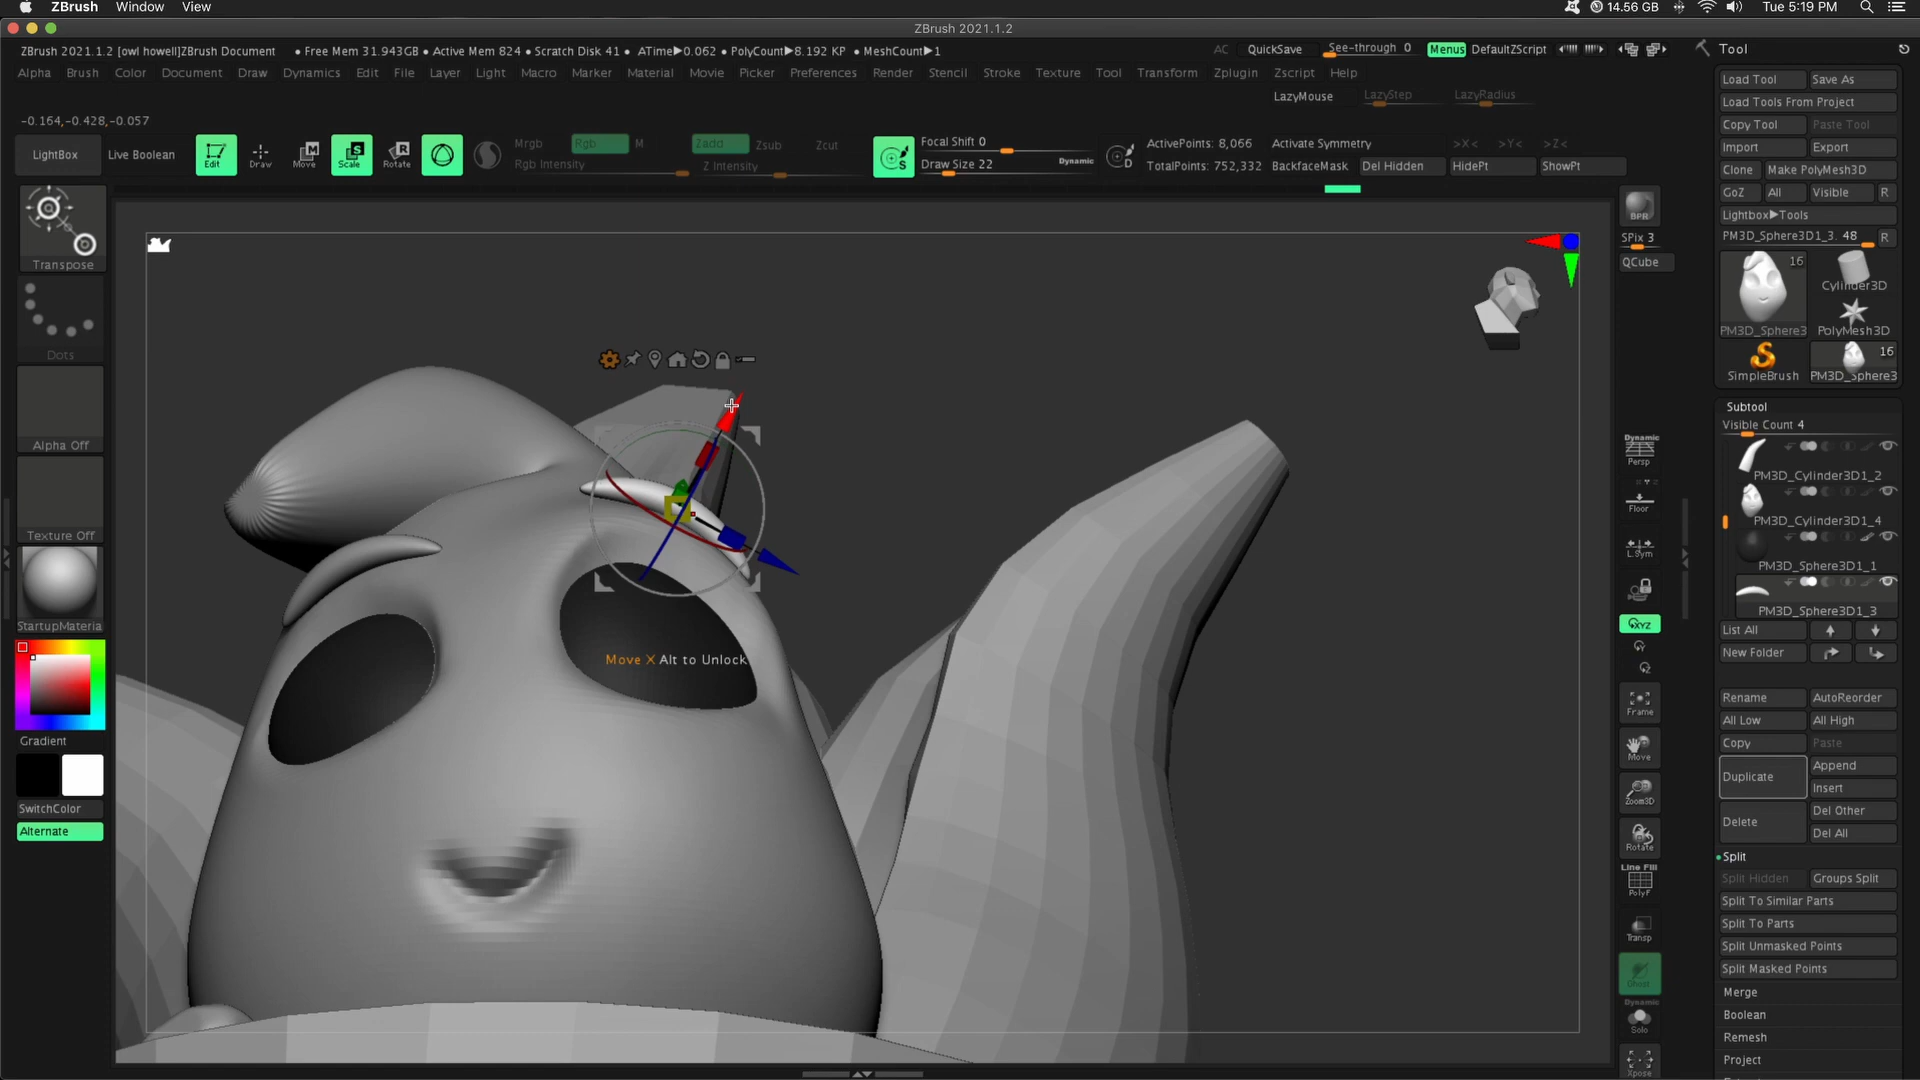 ZBrush Window View 14.56 GB Tue 5:19 PM
ZBrush 2021.1.2
ZBrush 2021.1.2 [owl howell]ZBrush Document • Free Mem 31.943GB • Active Mem 824 • Scratch Disk 41 • ATime▶0.062 • PolyCount▶8.192 KP • MeshCount▶1 AC QuickSave See-through 0 Menus DefaultZScript
Alpha Brush Color Document Draw Dynamics Edit File Layer Light Macro Marker Material Movie Picker Preferences Render Stencil Stroke Texture Tool Transform Zplugin Zscript Help
LazyMouse LazyStep LazyRadius
-0.164,-0.428,-0.057
LightBox Live Boolean Edit Draw Move Scale Rotate
Mrgb Rgb M Zadd Zsub Zcut
Rgb Intensity Z Intensity
Focal Shift 0
Draw Size 22 Dynamic
ActivePoints: 8,066 Activate Symmetry >X< >Y< >Z<
TotalPoints: 752,332 BackfaceMask Del Hidden HidePt ShowPt
Transpose
Dots
Alpha Off
Texture Off
StartupMateria
Gradient
SwitchColor
Alternate
Move X Alt to Unlock
BPR
SPix 3
QCube
Dynamic
Persp
Floor
L.Sym
XYZ
Frame
Move
Zoom3D
Rotate
Line Fill
PolyF
Transp
Ghost
Dynamic
Solo
Xpose
Tool
Load Tool Save As
Load Tools From Project
Copy Tool Paste Tool
Import Export
Clone Make PolyMesh3D
GoZ All Visible R
Lightbox▶Tools
PM3D_Sphere3D1_3. 48 R
16
Cylinder3D
PM3D_Sphere3 PolyMesh3D
16
SimpleBrush PM3D_Sphere3
Subtool
Visible Count 4
PM3D_Cylinder3D1_2
PM3D_Cylinder3D1_4
PM3D_Sphere3D1_1
PM3D_Sphere3D1_3
List All
New Folder
Rename AutoReorder
All Low All High
Copy Paste
Duplicate Append
Insert
Delete Del Other
Del All
Split
Split Hidden Groups Split
Split To Similar Parts
Split To Parts
Split Unmasked Points
Split Masked Points
Merge
Boolean
Remesh
Project